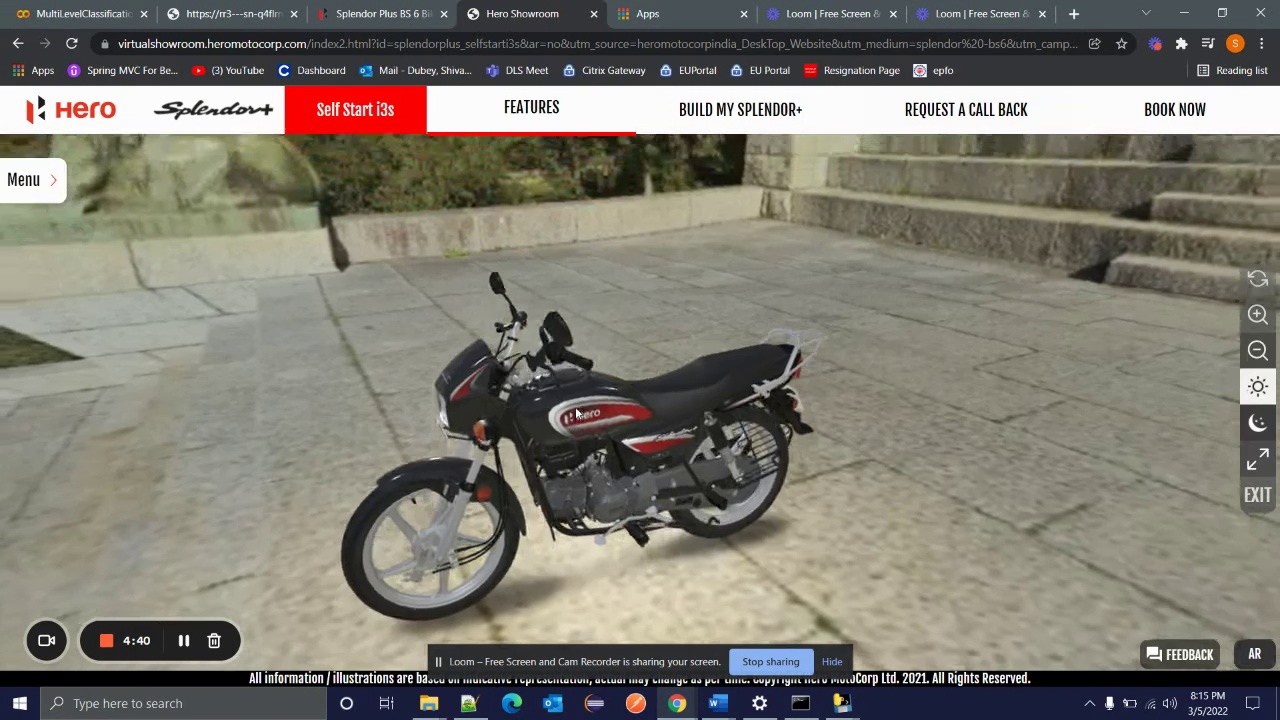 MultiLevelClassificatio
https://rr3---sn-q4flrn
Splendor Plus BS 6 Bi
Hero Showroom
Apps
Loom | Free Screen &
Loom | Free Screen &
virtualshowroom.heromotocorp.com/index2.html?id=splendorplus_selfstarti3s&at=no&utm_source=heromotocorpindia_DeskTop_Website&utm_medium=splendor%20-bs6&utm_camp...
S
Apps
Spring MVC For Be...
(3) YouTube
Dashboard
Mail - Dubey, Shiva...
DLS Meet
Citrix Gateway
EUPortal
EU Portal
Resignation Page
epfo
Reading list
Hero
Splendor+
Self Start i3s
FEATURES
BUILD MY SPLENDOR+
REQUEST A CALL BACK
BOOK NOW
Menu
Hero
EXIT
4:40
Loom – Free Screen and Cam Recorder is sharing your screen.
Stop sharing
Hide
FEEDBACK
AR
All information / illustrations are based on indicative representation, actual may change as per time. Copyright Hero MotoCorp Ltd. 2021. All Rights Reserved.
Type here to search
8:15 PM
3/5/2022